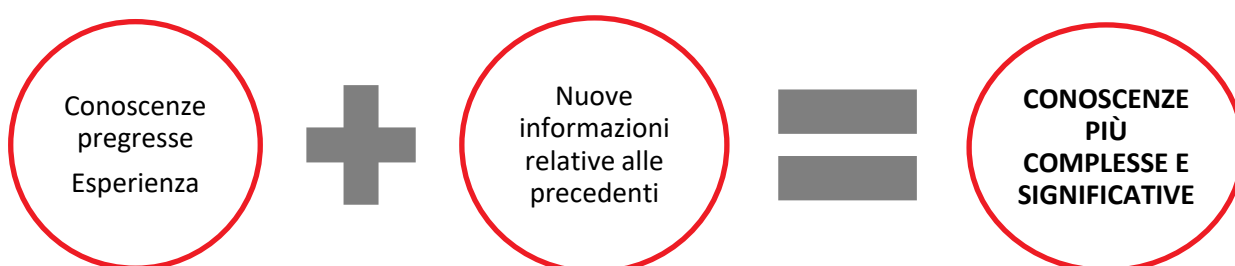 Conoscenze
pregresse
Esperienza
Nuove
informazioni
relative alle
precedenti
CONOSCENZE
PIÙ
COMPLESSE E
SIGNIFICATIVE